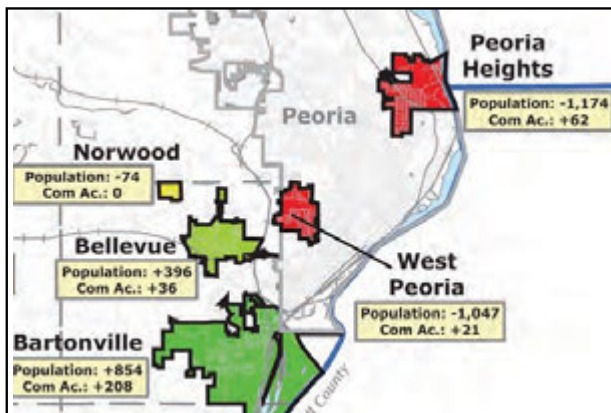 Peoria
Heights
Population: -1,174
Com Ac.: +62
Peoria
Norwood
Population: -74
Com Ac.: 0
Bellevue
Population: +396
Com Ac.: +36
West
Peoria
Population: -1,047
Com Ac.: +21
Bartonville
Population: +854
Com Ac.: +208
County